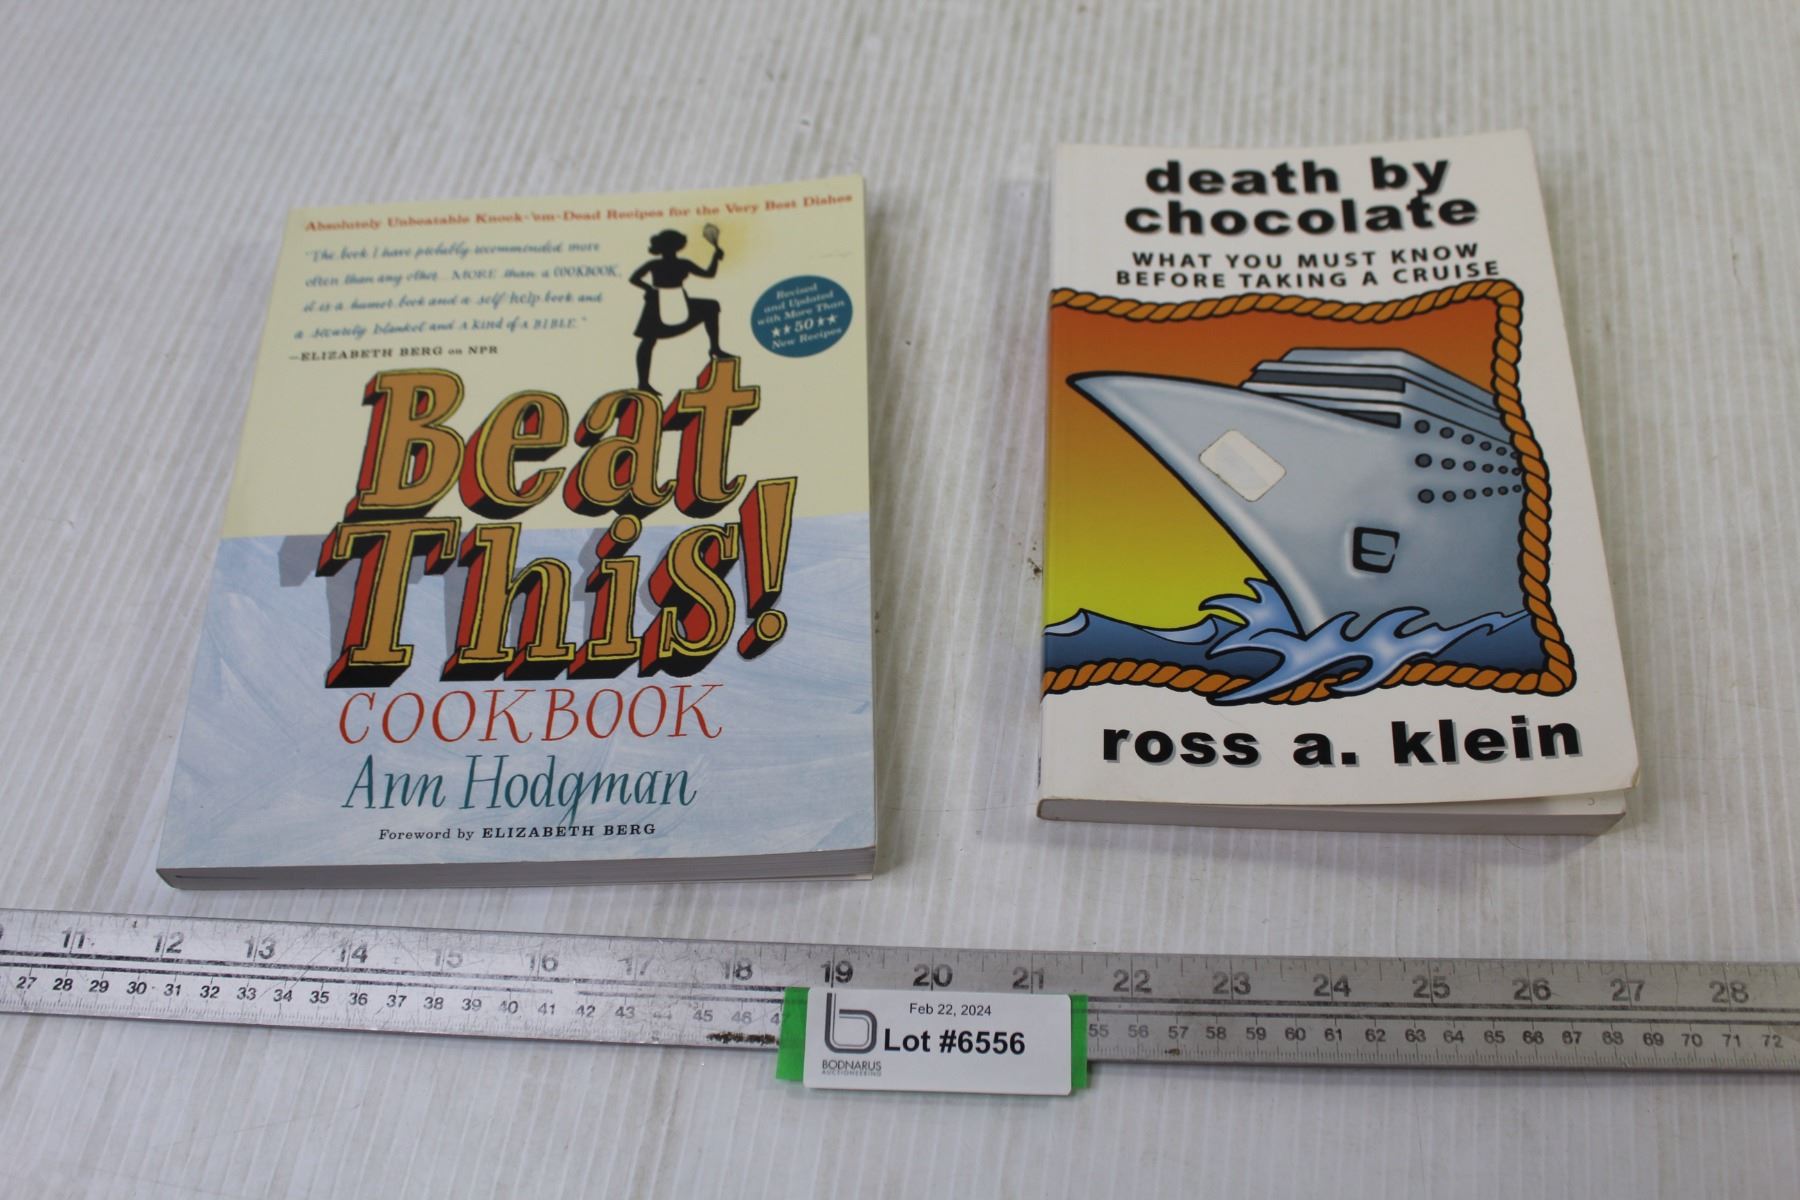 Absolutely Unbeatable Knock-'em-Dead Recipes for the Very Best Dishes
"The book I have probably recommended more
often than any other... MORE than a COOKBOOK,
it is a humor book and a self-help book and
a security blanket and a kind of a BIBLE."
—ELIZABETH BERG on NPR
Revised
and Updated
with More Than
★★50★★
New Recipes
Beat
This!
COOKBOOK
Ann Hodgman
Foreword by ELIZABETH BERG
death by
chocolate
WHAT YOU MUST KNOW
BEFORE TAKING A CRUISE
ross a. klein
11 12 13 14 15 16 17 18 19 20 21 22 23 24 25 26 27 28
27 28 29 30 31 32 33 34 35 36 37 38 39 40 41 42 43 44 45 46 47 55 56 57 58 59 60 61 62 63 64 65 66 67 68 69 70 71 72
Feb 22, 2024
Lot #6556
BODNARUS
AUCTIONEERING